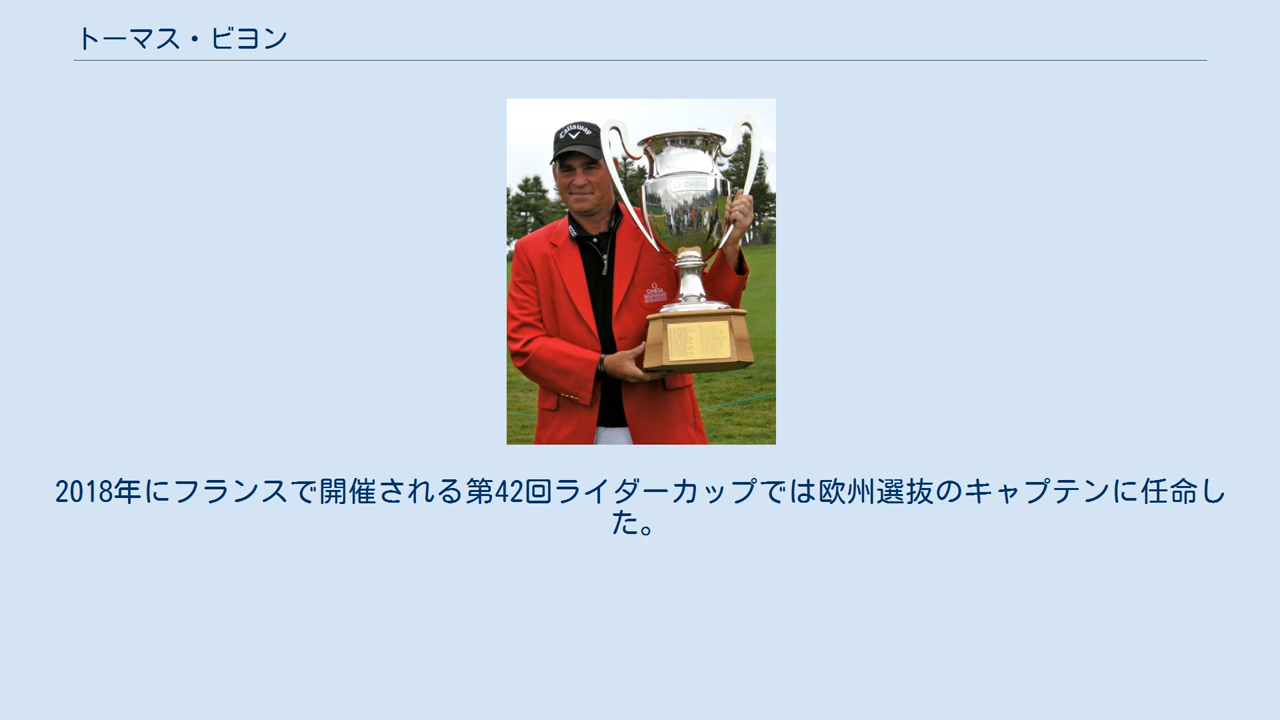 トーマス・ビヨン
Callaway
OMEGA
2018年にフランスで開催される第42回ライダーカップでは欧州選抜のキャプテンに任命し
た。